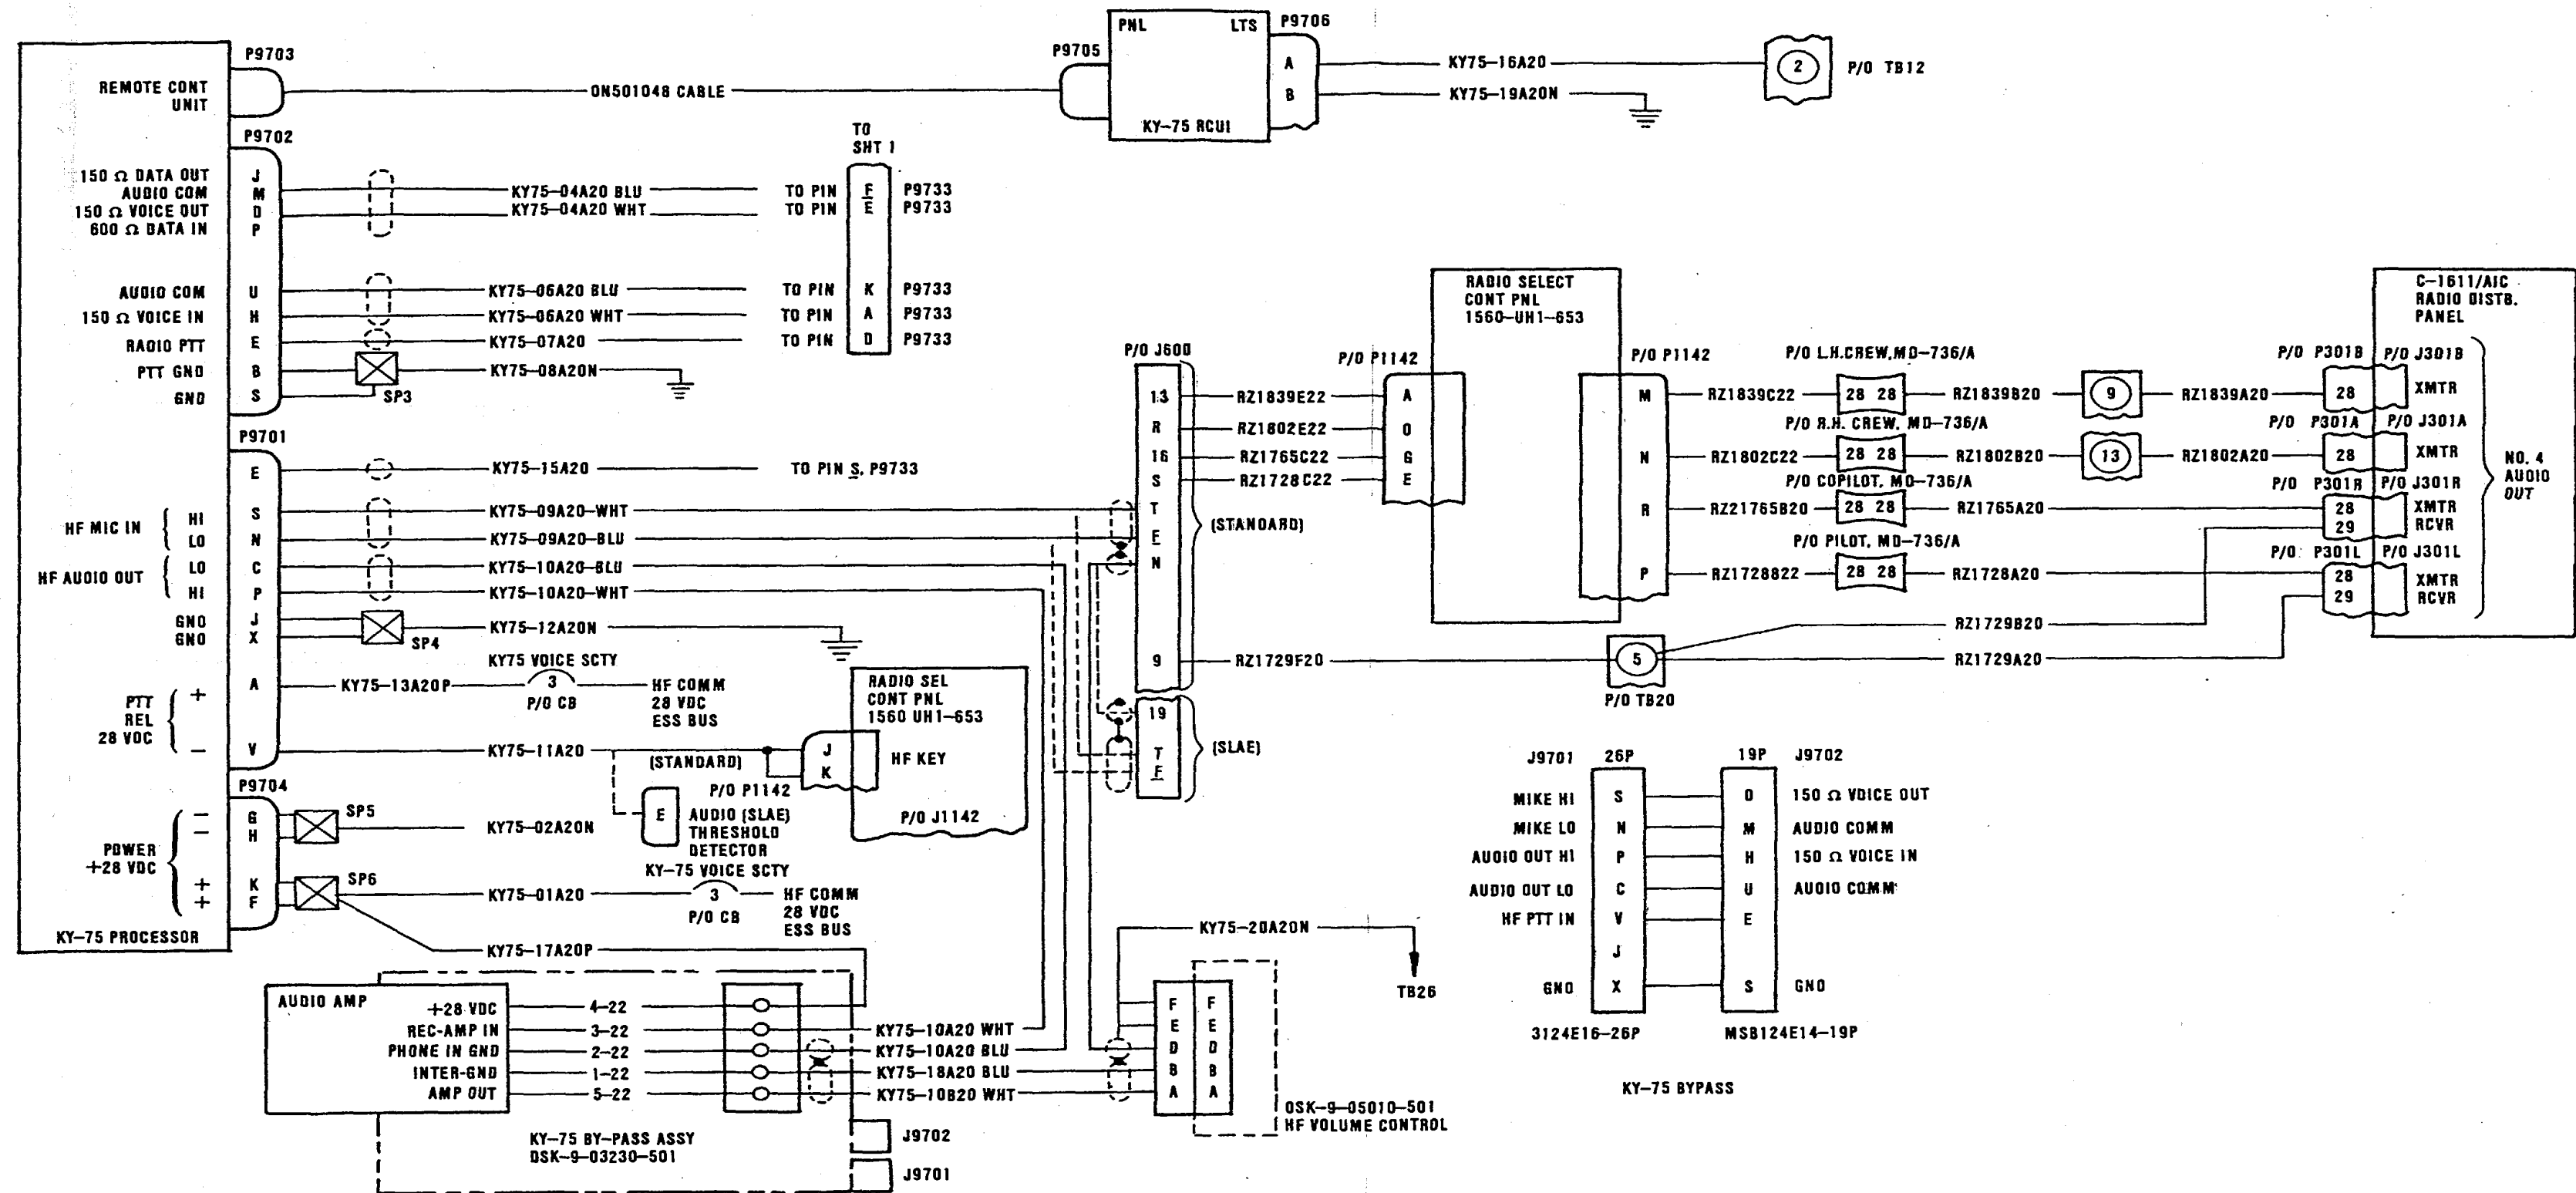 P9703
REMOTE CONT
UNIT
ON501048 CABLE
P9705
PNL LTS
KY-75 RCUI
P9706
A KY75-16A20
B KY75-19A20N
2 P/O TB12
P9702
TO
SHT 1
150 Ω DATA OUT J
AUDIO COM M KY75-04A20 BLU TO PIN F P9733
150 Ω VOICE OUT D KY75-04A20 WHT TO PIN E P9733
600 Ω DATA IN P
AUDIO COM U KY75-06A20 BLU TO PIN K P9733
150 Ω VOICE IN H KY75-06A20 WHT TO PIN A P9733
RADIO PTT E KY75-07A20 TO PIN D P9733
PTT GND B KY75-08A20N
GND S SP3
P9701
E KY75-15A20 TO PIN S, P9733
HF MIC IN
HI S KY75-09A20-WHT
LO N KY75-09A20-BLU
HF AUDIO OUT
LO C KY75-10A20-BLU
HI P KY75-10A20-WHT
GND J
GND X SP4 KY75-12A20N
KY75 VOICE SCTY
A KY75-13A20P 3 HF COMM
P/O CB 28 VDC
ESS BUS
PTT +
REL
28 VDC -
V KY75-11A20
(STANDARD)
P/O P1142
J
K
HF KEY
RADIO SEL
CONT PNL
1560 UH1-653
P/O J1142
E AUDIO (SLAE)
THRESHOLD
DETECTOR
P9704
POWER
+28 VDC
- G
- H
SP5 KY75-02A20N
+ K
+ F
SP6 KY75-01A20
KY-75 VOICE SCTY
3 HF COMM
P/O CB 28 VDC
ESS BUS
KY-75 PROCESSOR
KY75-17A20P
AUDIO AMP
+28 VDC 4-22
REC-AMP IN 3-22 KY75-10A20 WHT
PHONE IN GND 2-22 KY75-10A20 BLU
INTER-GND 1-22 KY75-18A20 BLU
AMP OUT 5-22 KY75-10B20 WHT
KY-75 BY-PASS ASSY
DSK-9-03230-501
J9702
J9701
P/O J600
13 RZ1839E22
R RZ1802E22
16 RZ1765C22
S RZ1728C22
T
E
N
(STANDARD)
9 RZ1729F20
19
T
F
(SLAE)
P/O P1142
A
O
G
E
RADIO SELECT
CONT PNL
1560-UH1-653
P/O P1142
M RZ1839C22
N RZ1802C22
R RZ21765B20
P RZ1728822
P/O L.H.CREW,MD-736/A
28 28 RZ1839B20 9 RZ1839A20
P/O R.H. CREW, MD-736/A
28 28 RZ1802B20 13 RZ1802A20
P/O COPILOT, MD-736/A
28 28 RZ1765A20
P/O PILOT, MD-736/A
28 28 RZ1728A20
RZ1729B20
5 RZ1729A20
P/O TB20
C-1611/AIC
RADIO DISTB.
PANEL
P/O P301B P/O J301B
28 XMTR
P/O P301A P/O J301A
28 XMTR
P/O P301R P/O J301R
28 XMTR
29 RCVR
P/O P301L P/O J301L
28 XMTR
29 RCVR
NO. 4
AUDIO
OUT
KY75-20A20N
TB26
F F
E E
D D
B B
A A
DSK-9-05010-501
HF VOLUME CONTROL
J9701 26P 19P J9702
MIKE HI S D 150 Ω VOICE OUT
MIKE LO N M AUDIO COMM
AUDIO OUT HI P H 150 Ω VOICE IN
AUDIO OUT LO C U AUDIO COMM
HF PTT IN V E
J
GND X S GND
3124E16-26P MSB124E14-19P
KY-75 BYPASS